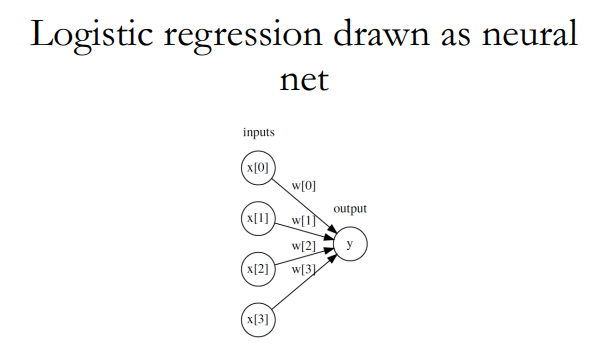 Logistic regression drawn as neural
net
inputs
x[0]
w[0]
output
x[1]
w[1]
y
w[2]
x[2]
w[3]
x[3]